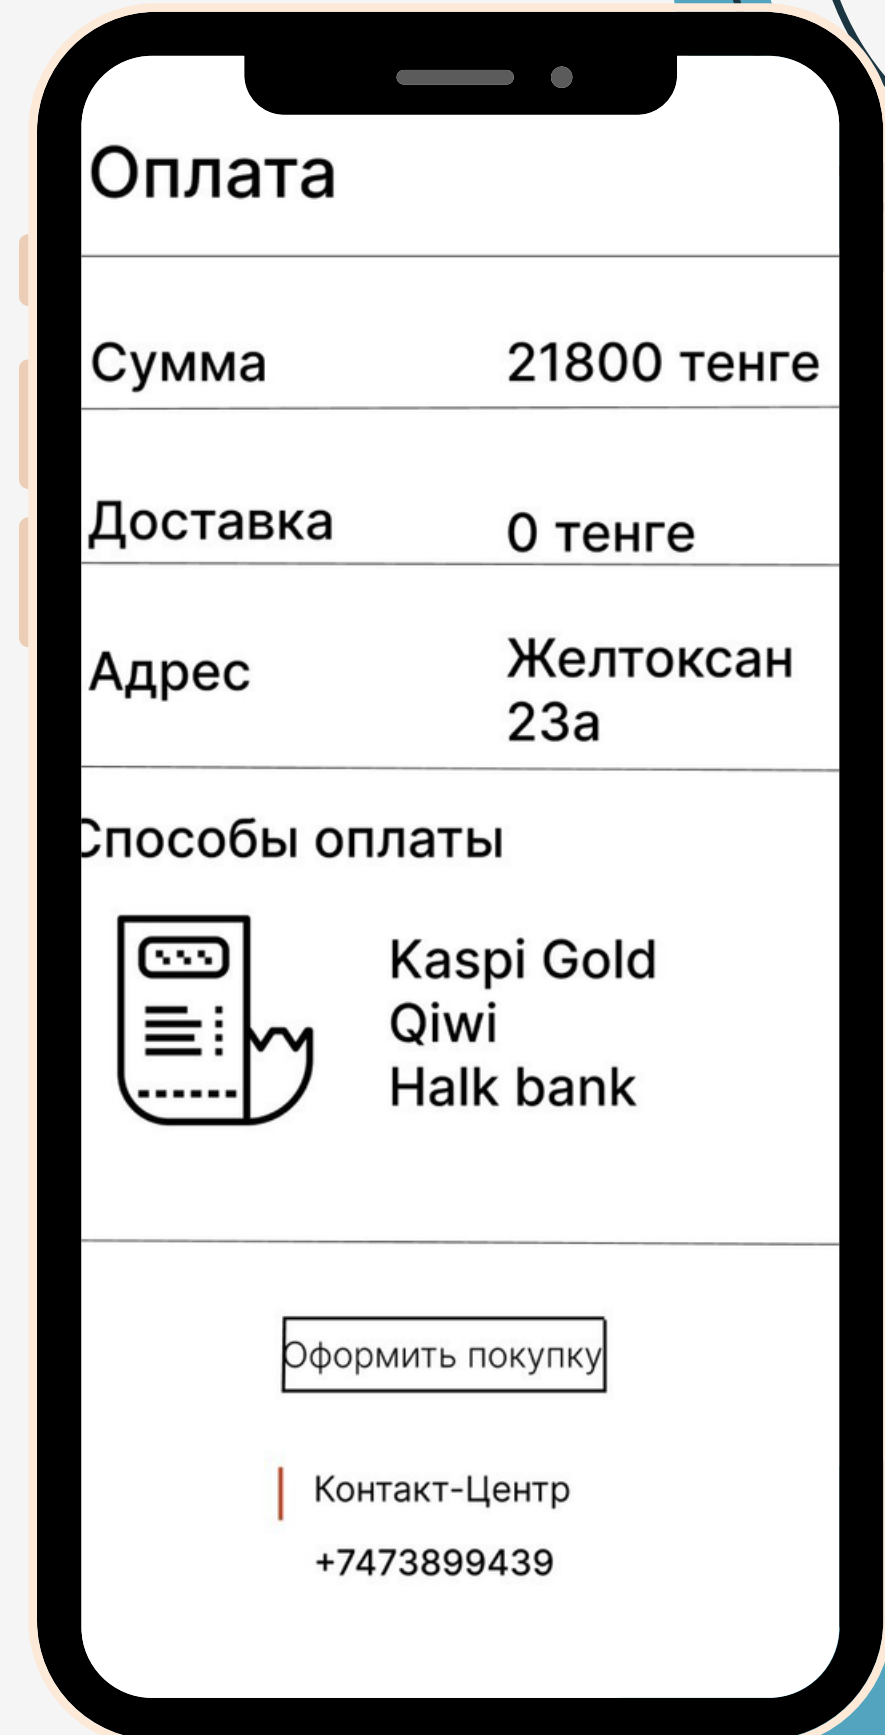 Оплата
Сумма 21800 тенге
Доставка 0 тенге
Адрес Желтоксан
23а
Способы оплаты
Kaspi Gold
Qiwi
Halk bank
Оформить покупку
Контакт-Центр
+7473899439